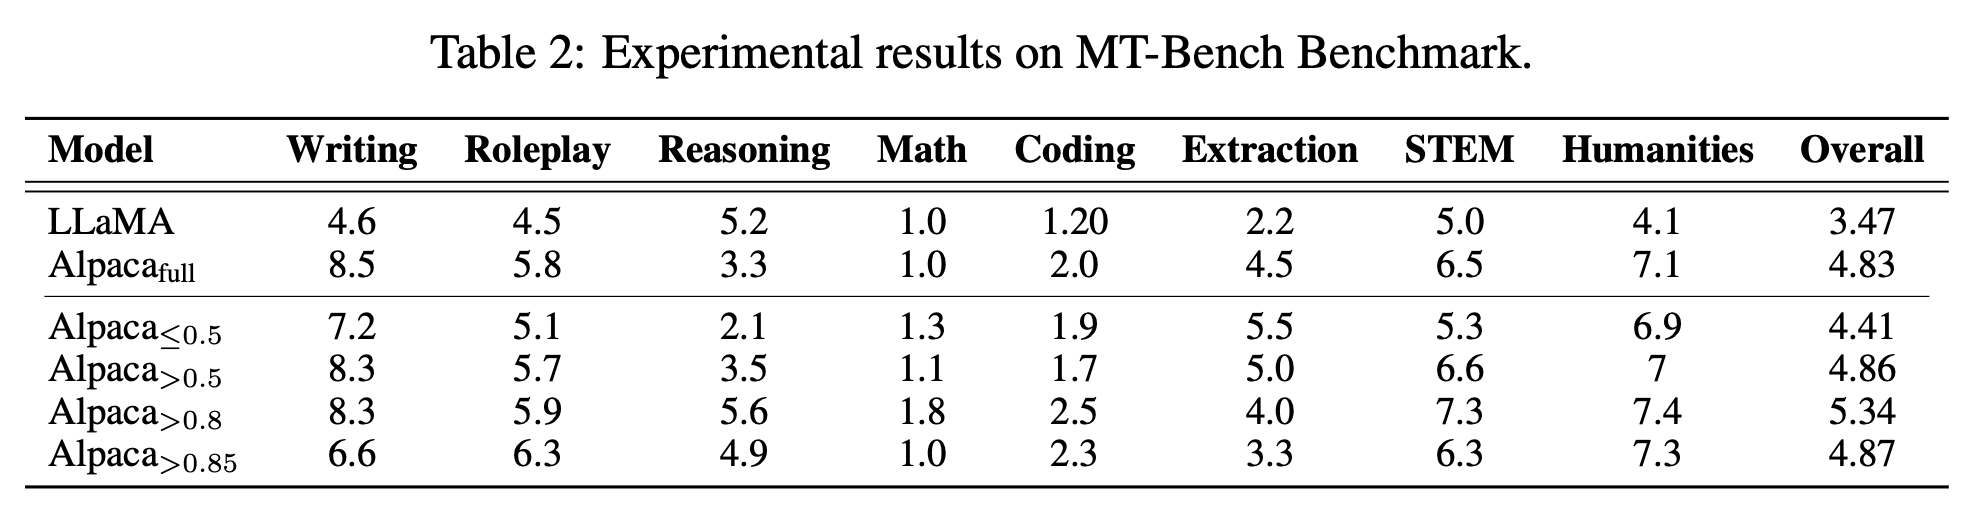 Table 2: Experimental results on MT-Bench Benchmark.
Model Writing Roleplay Reasoning Math Coding Extraction STEM Humanities Overall
LLaMA 4.6 4.5 5.2 1.0 1.20 2.2 5.0 4.1 3.47
Alpacafull 8.5 5.8 3.3 1.0 2.0 4.5 6.5 7.1 4.83
Alpaca≤0.5 7.2 5.1 2.1 1.3 1.9 5.5 5.3 6.9 4.41
Alpaca>0.5 8.3 5.7 3.5 1.1 1.7 5.0 6.6 7 4.86
Alpaca>0.8 8.3 5.9 5.6 1.8 2.5 4.0 7.3 7.4 5.34
Alpaca>0.85 6.6 6.3 4.9 1.0 2.3 3.3 6.3 7.3 4.87